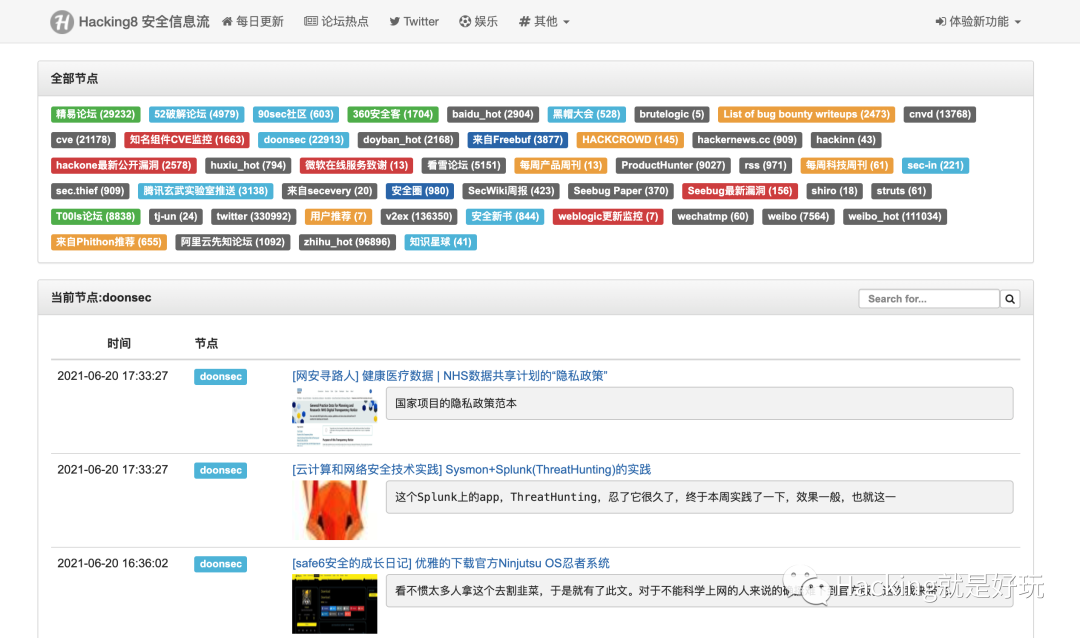 Hacking8 安全信息流 每日更新 论坛热点 Twitter 娱乐 其他 体验新功能
全部节点
精易论坛 (29232) 52破解论坛 (4979) 90sec社区 (603) 360安全客 (1704) baidu_hot (2904) 黑帽大会 (528) brutelogic (5) List of bug bounty writeups (2473) cnvd (13768)
cve (21178) 知名组件CVE监控 (1663) doonsec (22913) doyban_hot (2168) 来自Freebuf (3877) HACKCROWD (145) hackernews.cc (909) hackinn (43)
hackone最新公开漏洞 (2578) huxiu_hot (794) 微软在线服务致谢 (13) 看雪论坛 (5151) 每周产品周刊 (13) ProductHunter (9027) rss (971) 每周科技周刊 (61) sec-in (221)
sec.thief (909) 腾讯玄武实验室推送 (3138) 来自secevery (20) 安全圈 (980) SecWiki周报 (423) Seebug Paper (370) Seebug最新漏洞 (156) shiro (18) struts (61)
T00ls论坛 (8838) tj-un (24) twitter (330992) 用户推荐 (7) v2ex (136350) 安全新书 (844) weblogic更新监控 (7) wechatmp (60) weibo (7564) weibo_hot (111034)
来自Phithon推荐 (655) 阿里云先知论坛 (1092) zhihu_hot (96896) 知识星球 (41)
当前节点:doonsec Search for...
时间 节点
2021-06-20 17:33:27 doonsec [网安寻路人] 健康医疗数据 | NHS数据共享计划的“隐私政策”
国家项目的隐私政策范本
2021-06-20 17:33:27 doonsec [云计算和网络安全技术实践] Sysmon+Splunk(ThreatHunting)的实践
这个Splunk上的app，ThreatHunting，忍了它很久了，终于本周实践了一下，效果一般，也就这一
2021-06-20 16:36:02 doonsec [safe6安全的成长日记] 优雅的下载官方Ninjutsu OS忍者系统
看不惯太多人拿这个去割韭菜，于是就有了此文。对于不能科学上网的人来说的
Hacking就是好玩